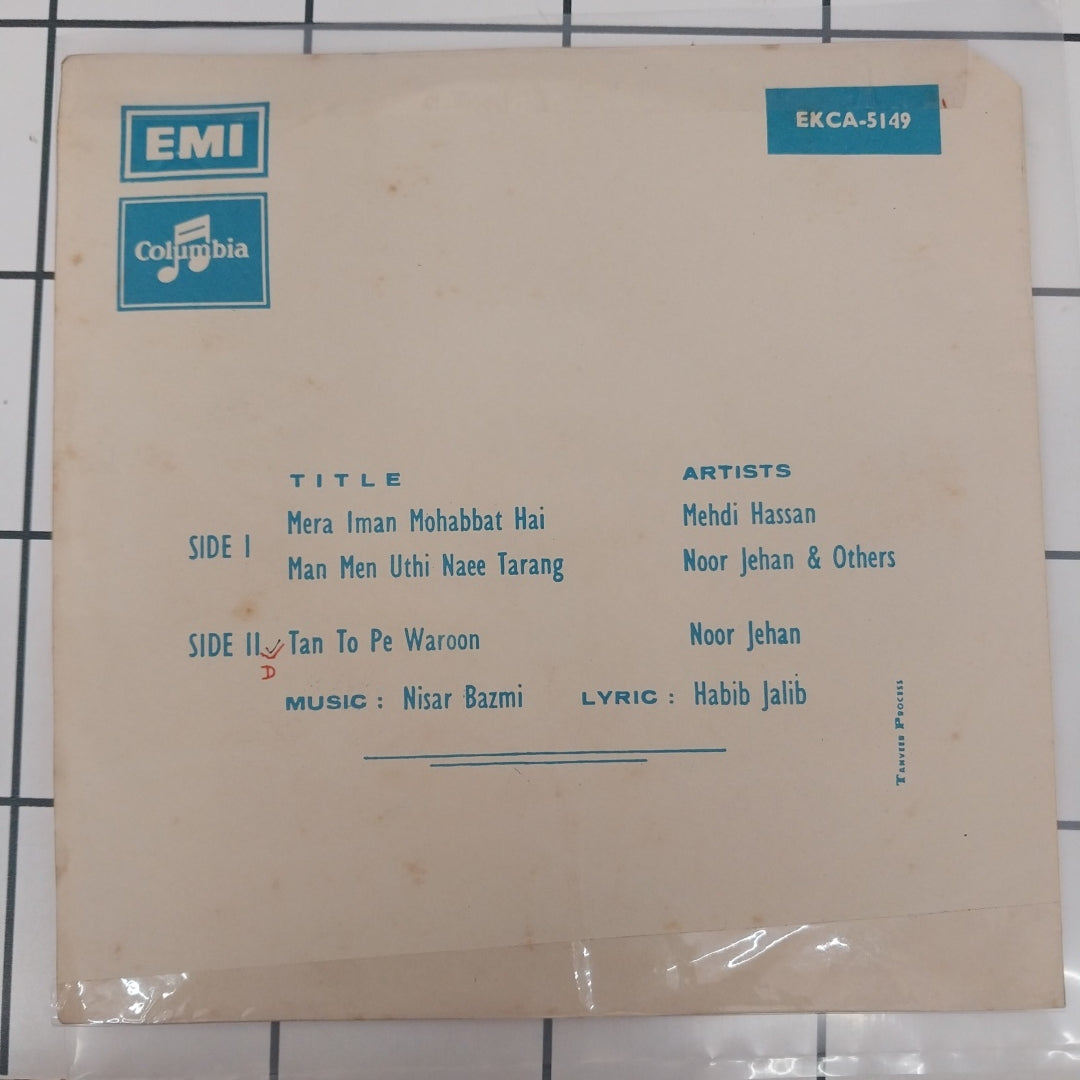 EMI
EKCA-5149
Columbia
TITLE ARTISTS
SIDE I
Mera Iman Mohabbat Hai Mehdi Hassan
Man Men Uthi Naee Tarang Noor Jehan & Others
SIDE II Tan To Pe Waroon Noor Jehan
D
MUSIC : Nisar Bazmi LYRIC : Habib Jalib
TANVEER PROCESS